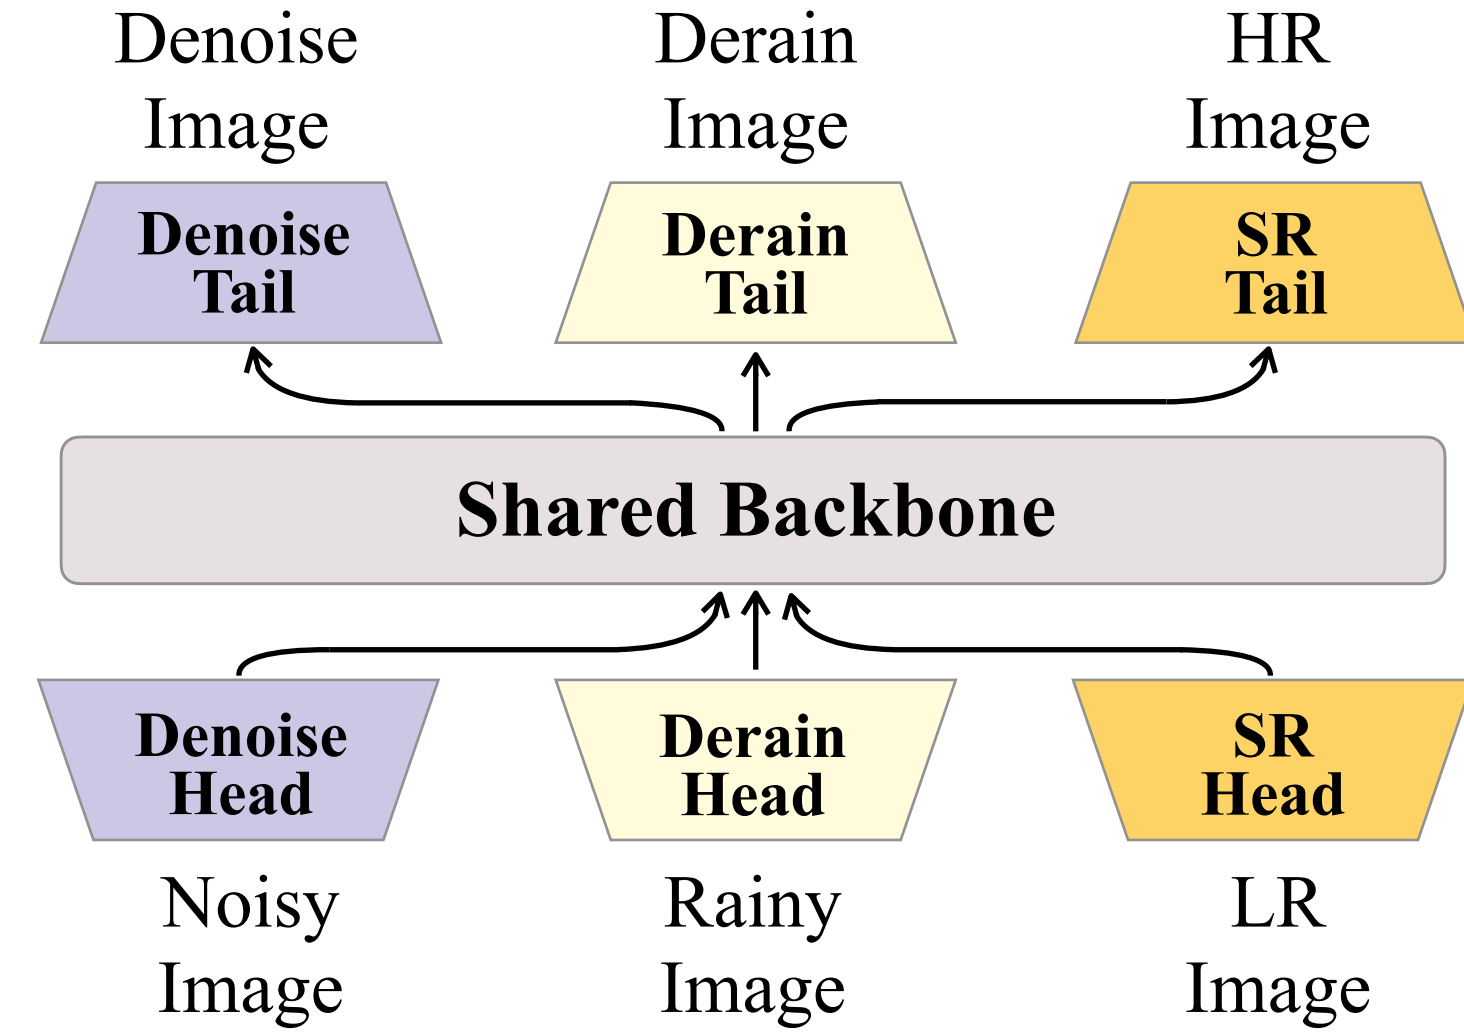 Denoise
Image
Derain
Image
HR
Image
Denoise
Tail
Derain
Tail
SR
Tail
Shared Backbone
Denoise
Head
Derain
Head
SR
Head
Noisy
Image
Rainy
Image
LR
Image